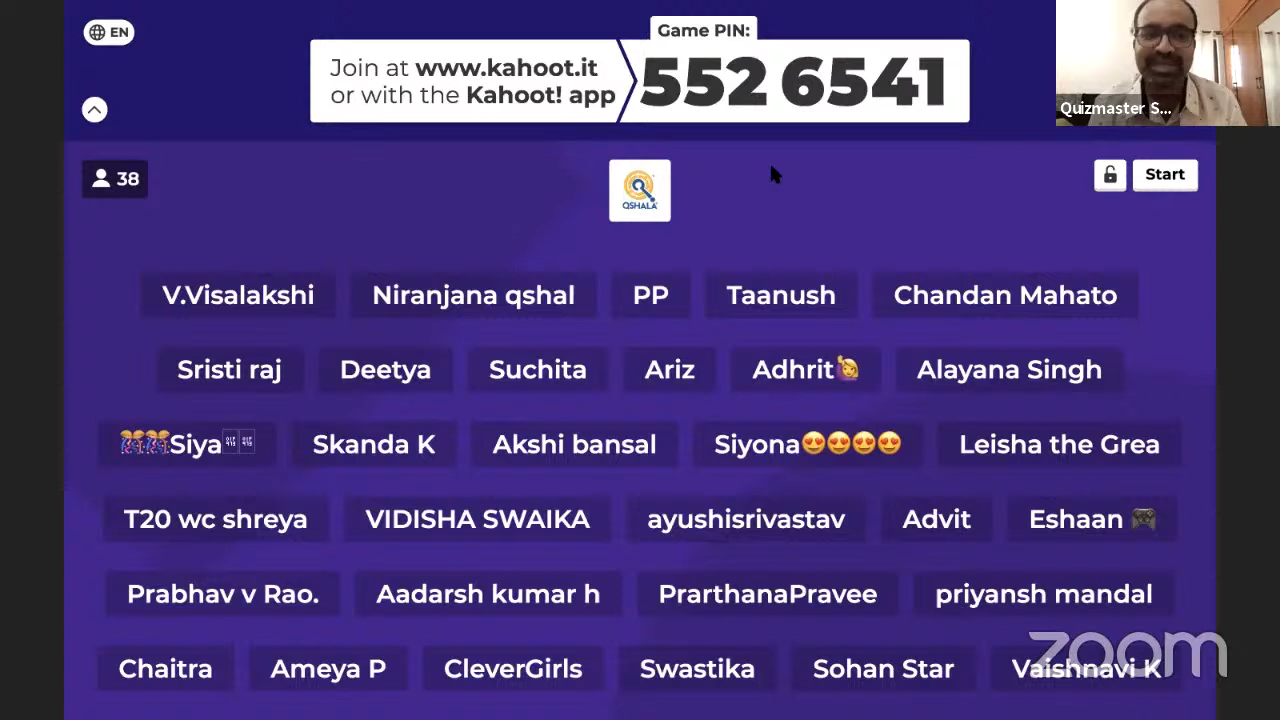 EN
Game PIN:
Join at www.kahoot.it
or with the Kahoot! app
552 6541
Quizmaster S...
38
QSHALA
Start
V.Visalakshi
Niranjana qshal
PP
Taanush
Chandan Mahato
Sristi raj
Deetya
Suchita
Ariz
Adhrit🙋
Alayana Singh
🎊🎊Siya
Skanda K
Akshi bansal
Siyona😍😍😍😍
Leisha the Grea
T20 wc shreya
VIDISHA SWAIKA
ayushisrivastav
Advit
Eshaan 🎮
Prabhav v Rao.
Aadarsh kumar h
PrarthanaPravee
priyansh mandal
Chaitra
Ameya P
CleverGirls
Swastika
Sohan Star
Vaishnavi K
zoom